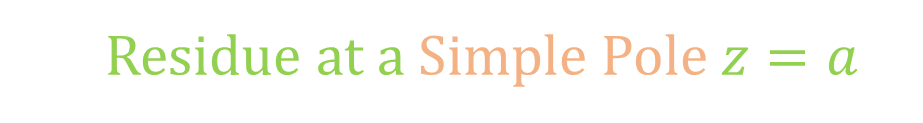 Residue at a Simple Pole z = a